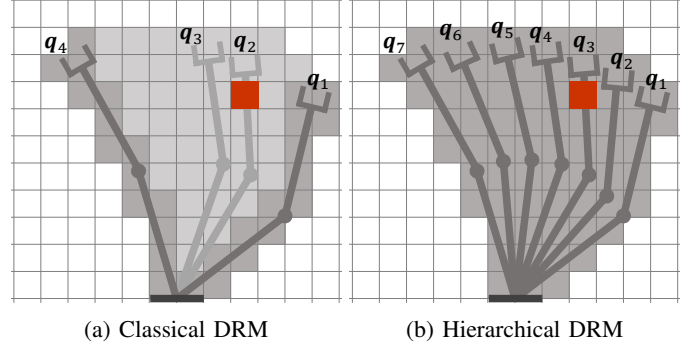 q4 q3 q2 q1
q7 q6 q5 q4 q3 q2 q1
(a) Classical DRM
(b) Hierarchical DRM